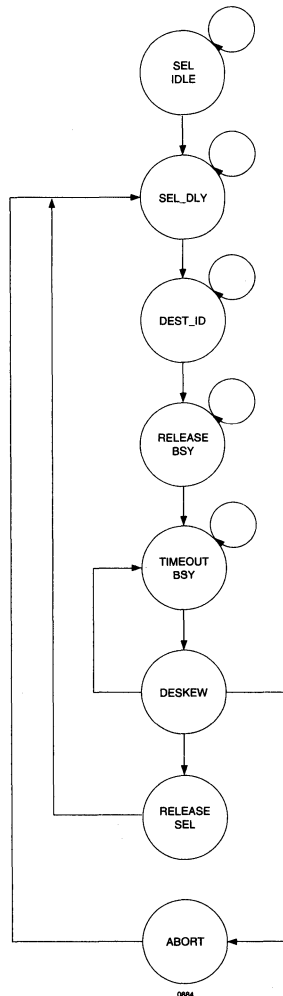 SEL
IDLE
SEL_DLY
DEST_ID
RELEASE
BSY
TIMEOUT
BSY
DESKEW
RELEASE
SEL
ABORT
0884